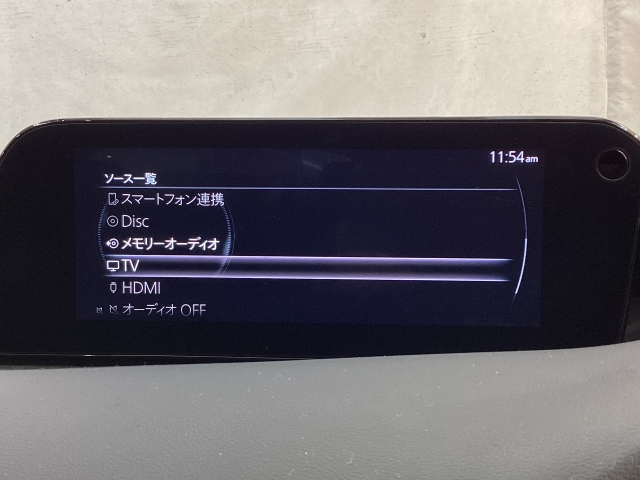 11:54am
ソース一覧
スマートフォン連携
Disc
メモリーオーディオ
TV
HDMI
オーディオ OFF